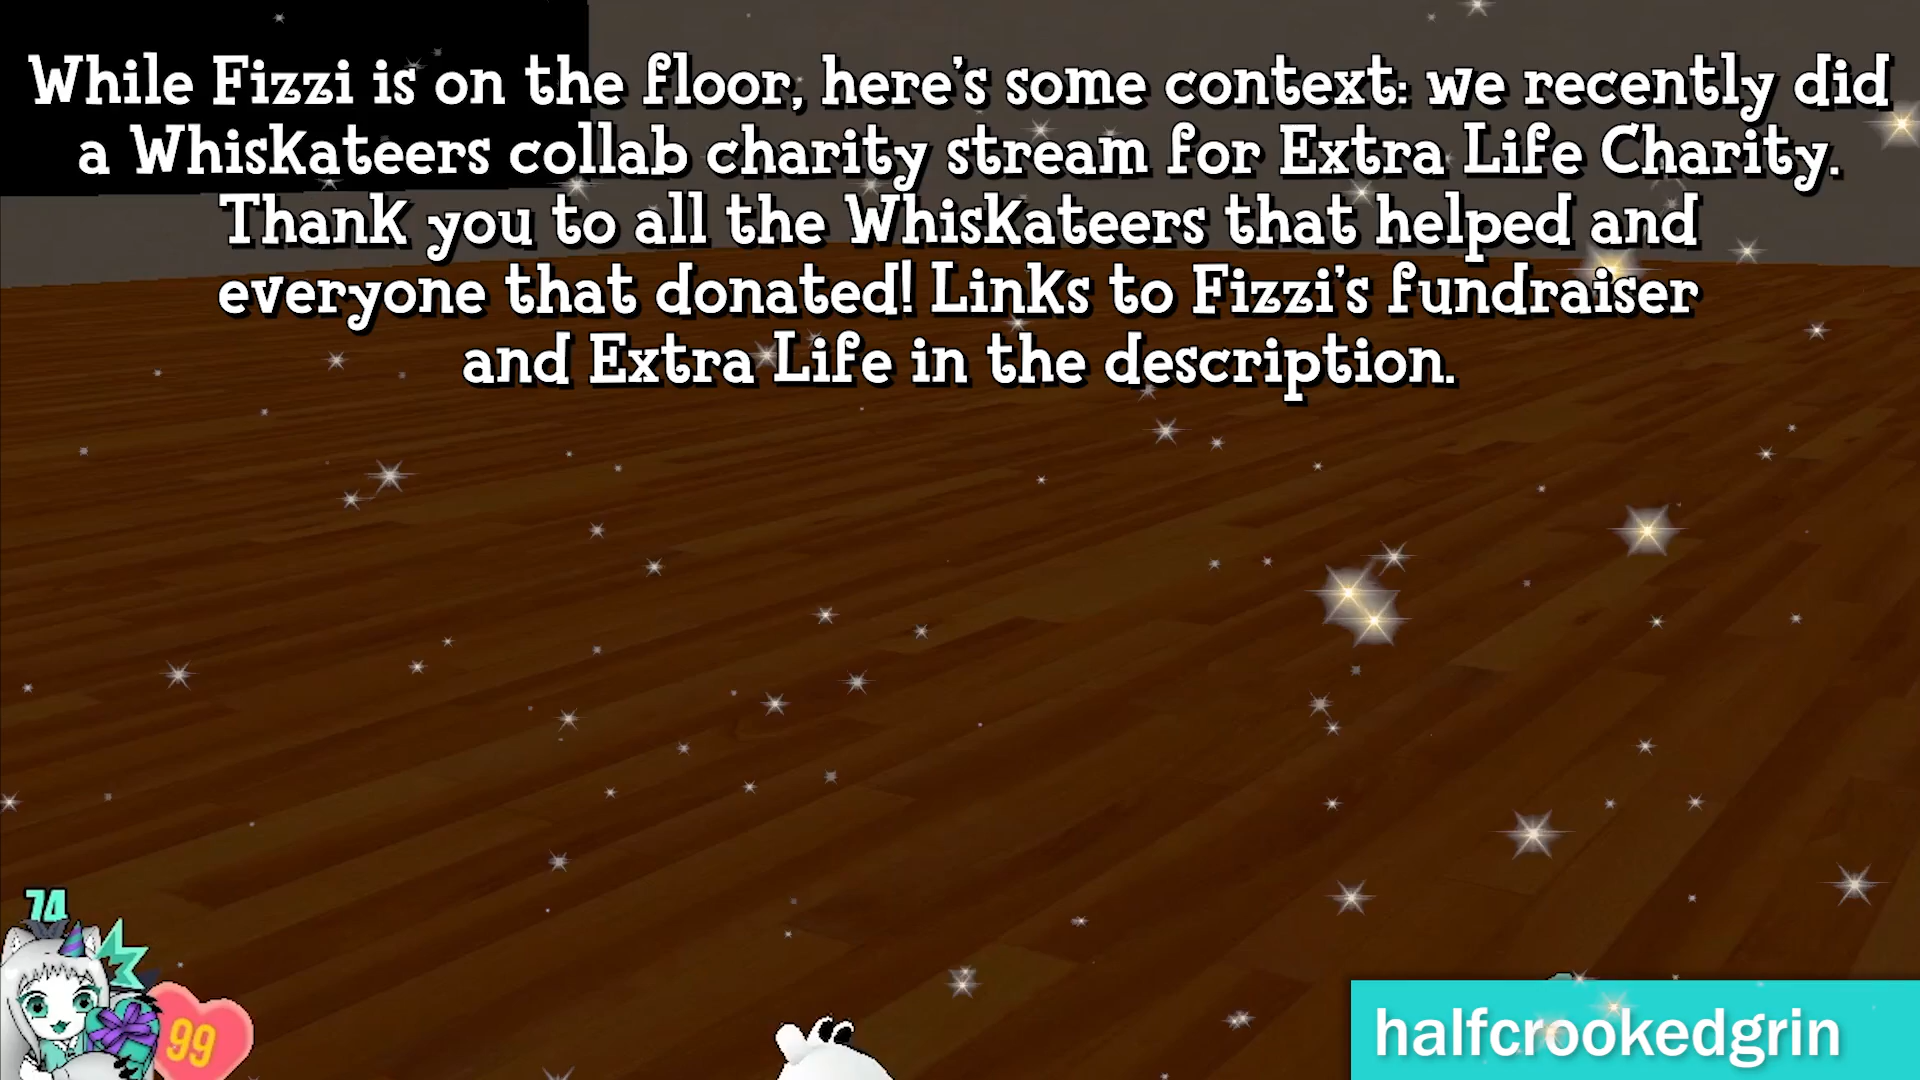 While Fizzi is on the floor, here's some context: we recently did
a Whiskateers collab charity stream for Extra Life Charity.
Thank you to all the Whiskateers that helped and
everyone that donated! Links to Fizzi's fundraiser
and Extra Life in the description.
74
99
halfcrookedgrin